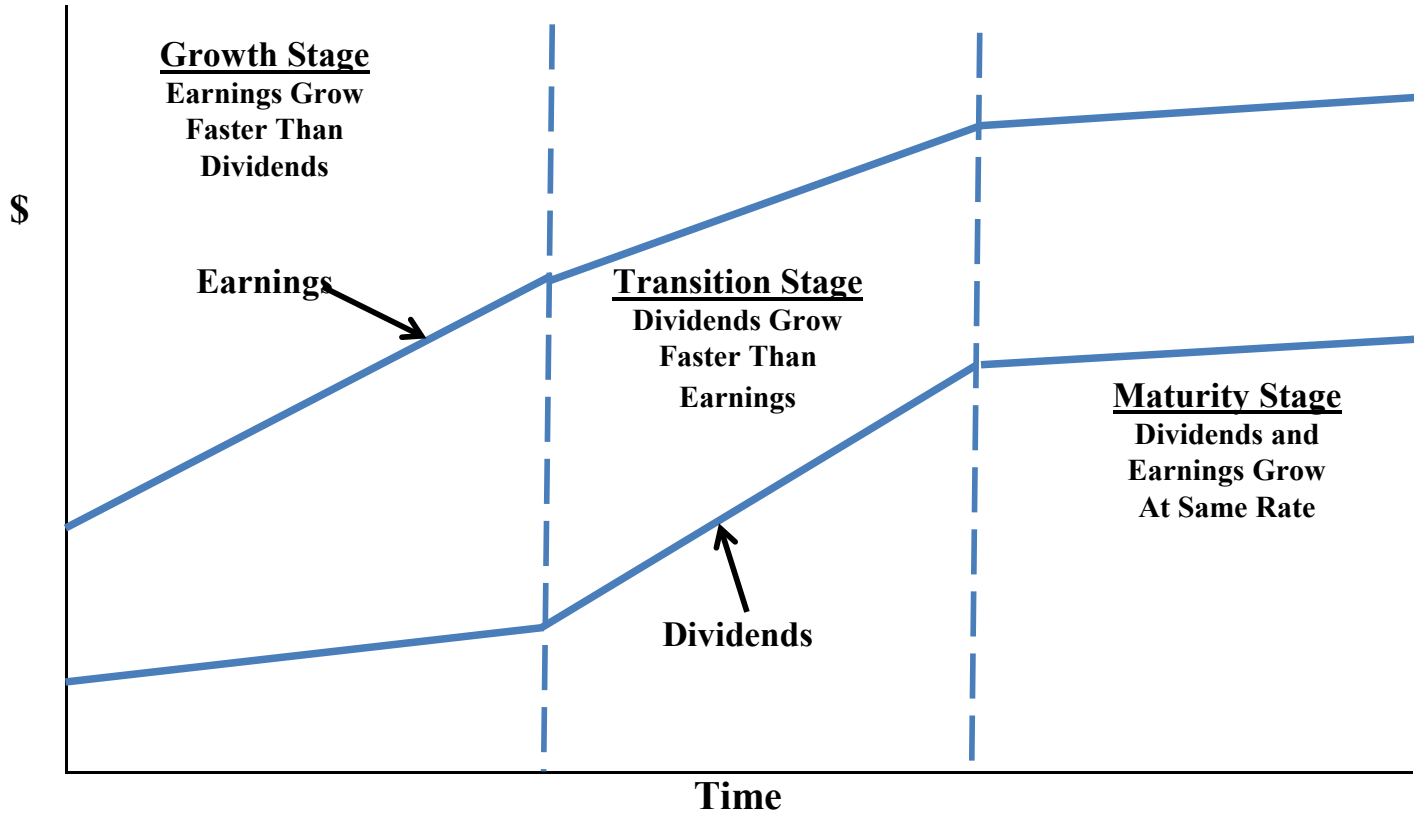 Growth Stage
Earnings Grow
Faster Than
Dividends
$
Earnings
Transition Stage
Dividends Grow
Faster Than
Earnings
Maturity Stage
Dividends and
Earnings Grow
At Same Rate
Dividends
Time